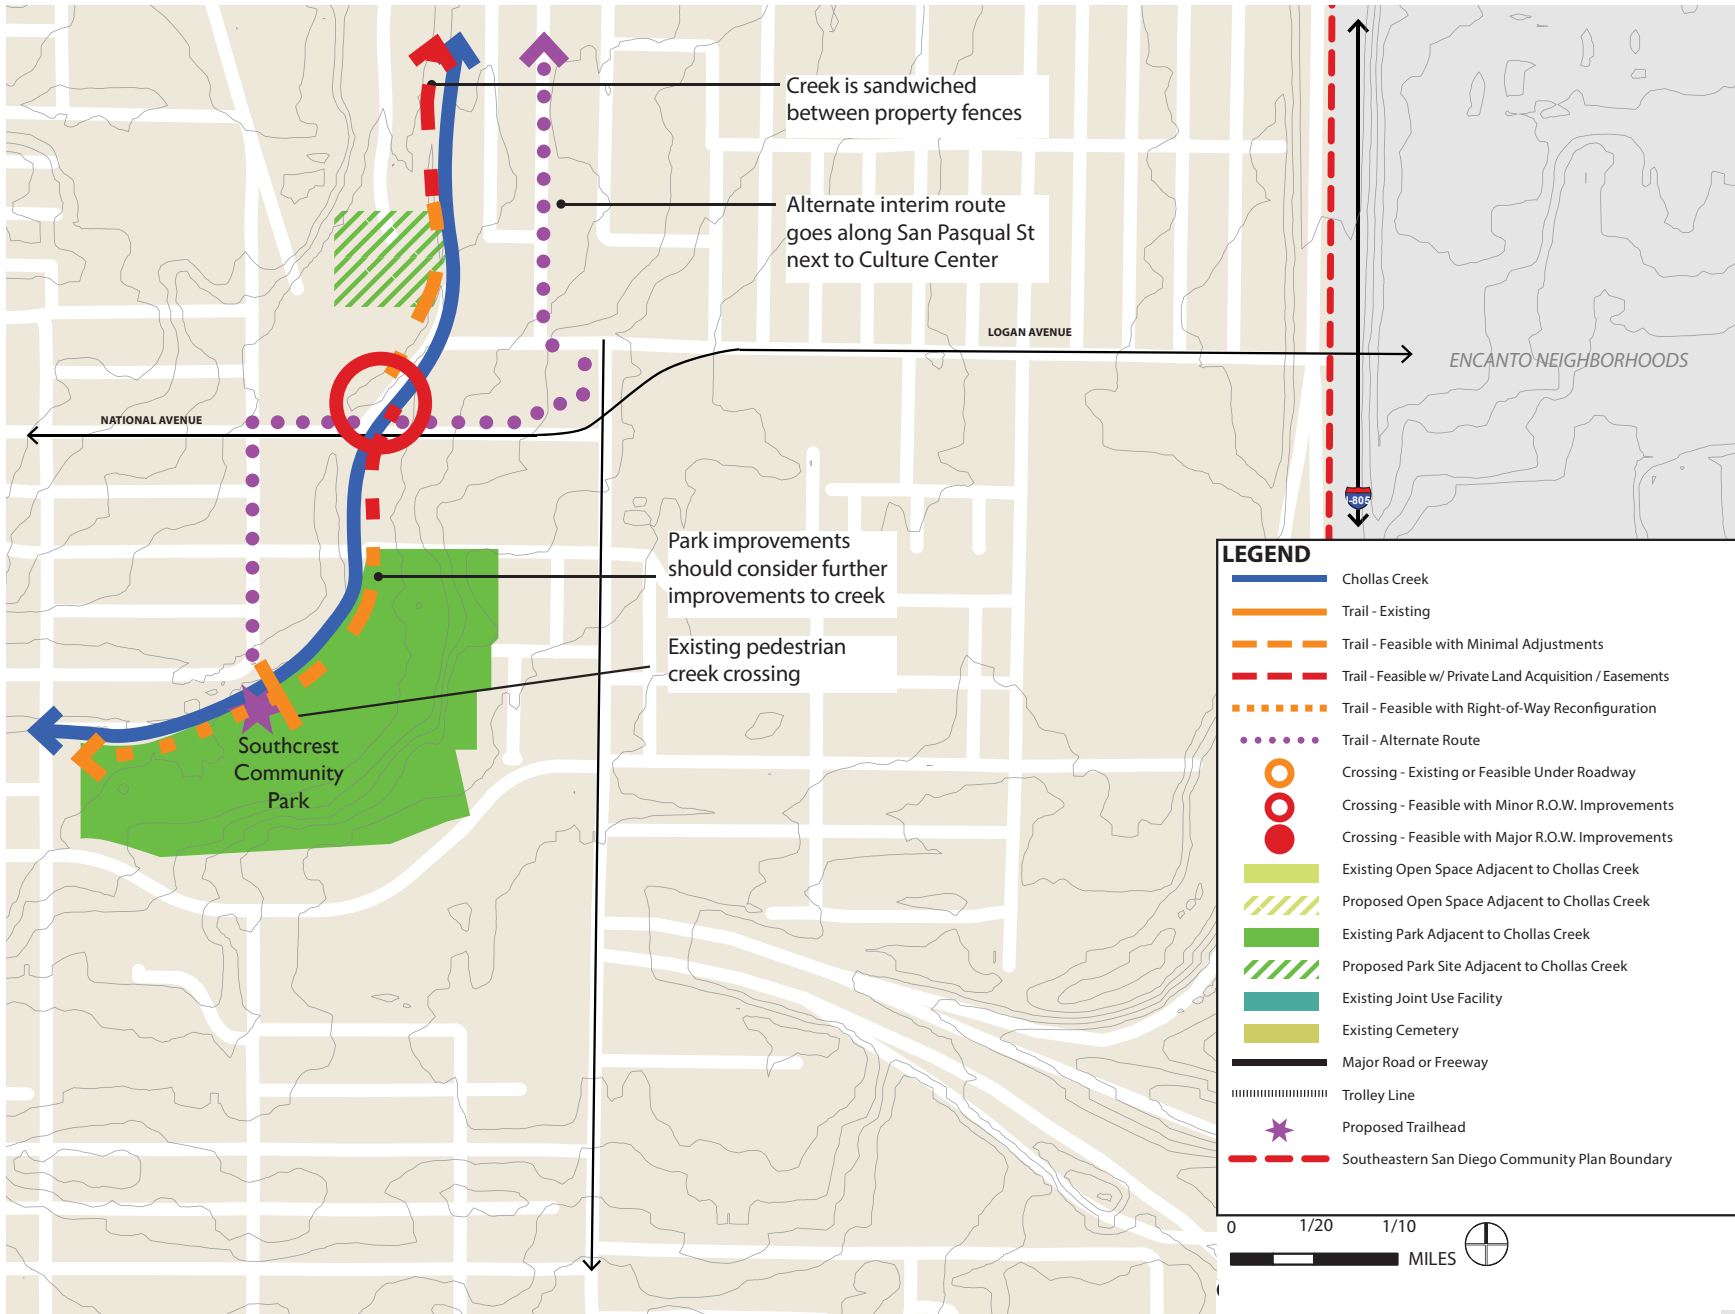 Creek is sandwiched
between property fences
Alternate interim route
goes along San Pasqual St
next to Culture Center
LOGAN AVENUE
ENCANTO NEIGHBORHOODS
NATIONAL AVENUE
I-805
Park improvements
should consider further
improvements to creek
Existing pedestrian
creek crossing
Southcrest
Community
Park
LEGEND
Chollas Creek
Trail - Existing
Trail - Feasible with Minimal Adjustments
Trail - Feasible w/ Private Land Acquisition / Easements
Trail - Feasible with Right-of-Way Reconfiguration
Trail - Alternate Route
Crossing - Existing or Feasible Under Roadway
Crossing - Feasible with Minor R.O.W. Improvements
Crossing - Feasible with Major R.O.W. Improvements
Existing Open Space Adjacent to Chollas Creek
Proposed Open Space Adjacent to Chollas Creek
Existing Park Adjacent to Chollas Creek
Proposed Park Site Adjacent to Chollas Creek
Existing Joint Use Facility
Existing Cemetery
Major Road or Freeway
Trolley Line
Proposed Trailhead
Southeastern San Diego Community Plan Boundary
0 1/20 1/10
MILES